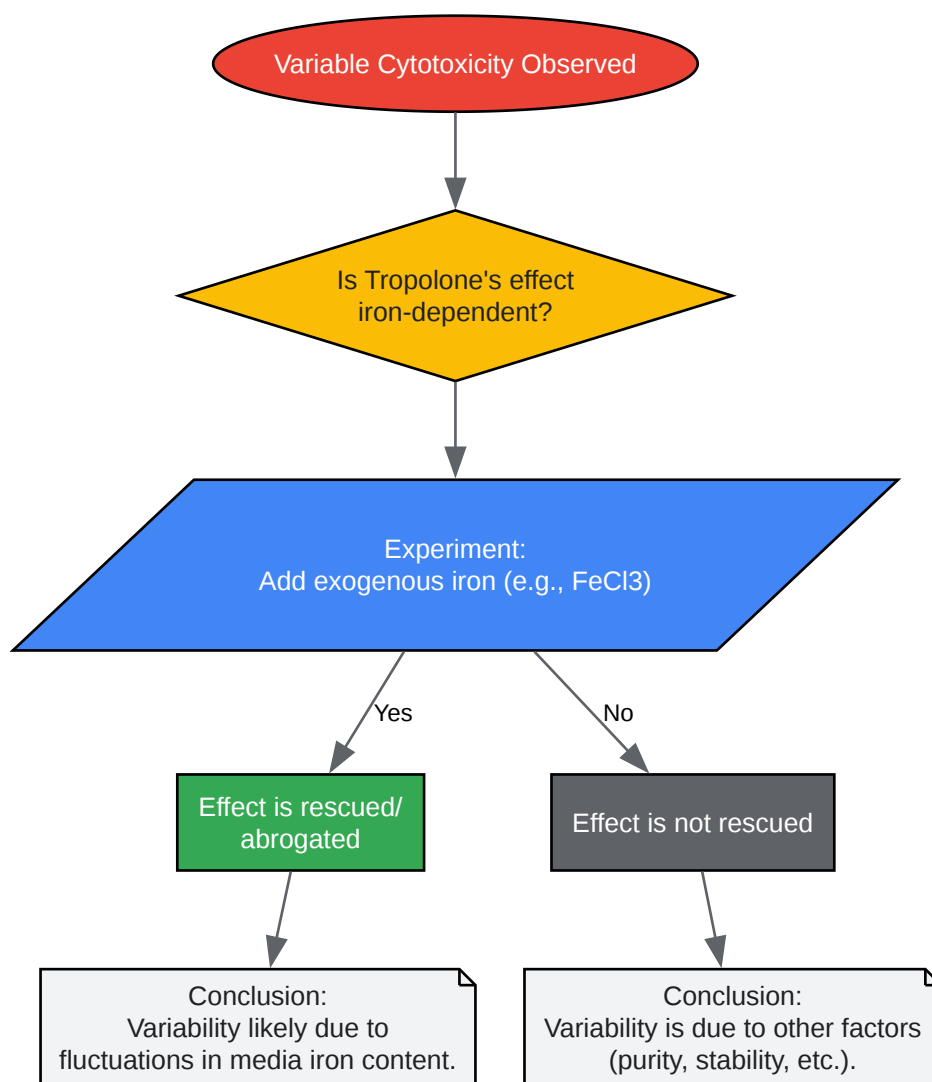 Variable Cytotoxicity Observed
Is Tropolone's effect
iron-dependent?
Experiment:
Add exogenous iron (e.g., FeCl3)
Yes
No
Effect is rescued/
abrogated
Effect is not rescued
Conclusion:
Variability likely due to
fluctuations in media iron content.
Conclusion:
Variability is due to other factors
(purity, stability, etc.).